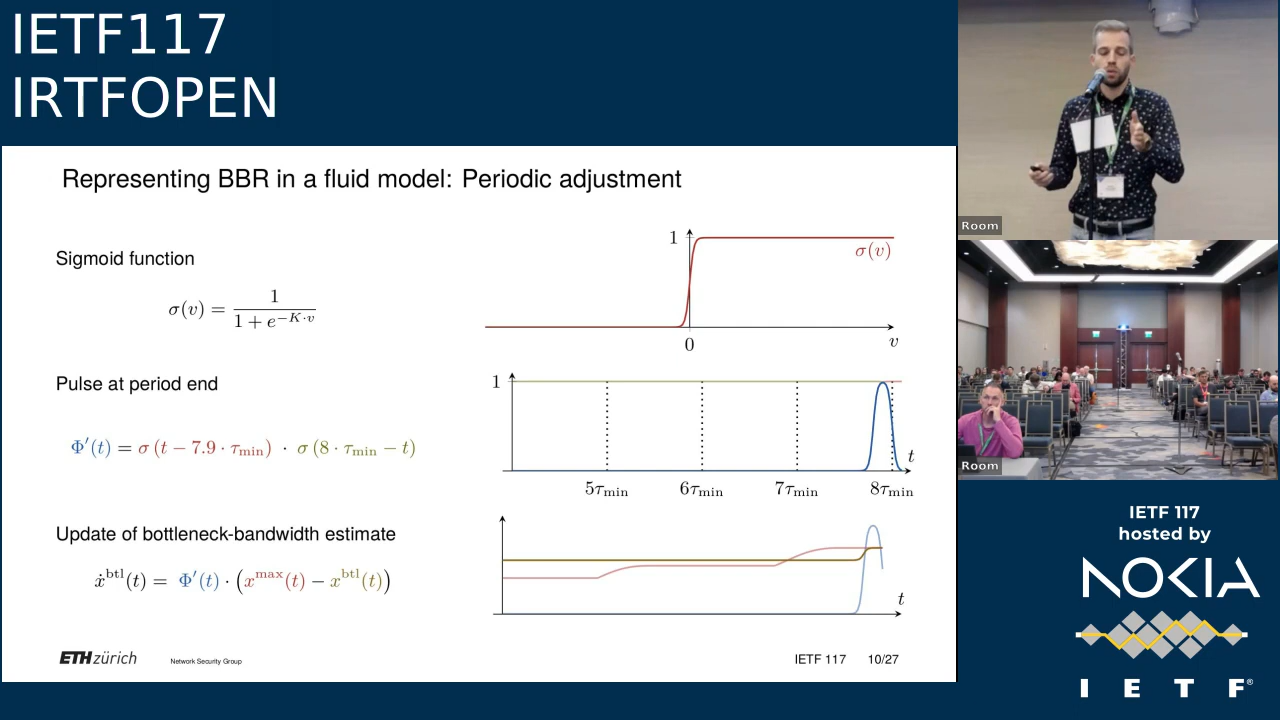 IETF117
IRTFOPEN
Representing BBR in a fluid model: Periodic adjustment
Sigmoid function
σ(v) = 1 / (1 + e^{−K·v})
1
σ(v)
0
v
Pulse at period end
Φ′(t) = σ (t − 7.9 · τ_min) · σ (8 · τ_min − t)
1
t
5τ_min 6τ_min 7τ_min 8τ_min
Update of bottleneck-bandwidth estimate
ẋ^btl(t) = Φ′(t) · (x^max(t) − x^btl(t))
t
ETH zürich
Network Security Group
IETF 117 10/27
Room
Room
IETF 117
hosted by
NOKIA
I E T F®